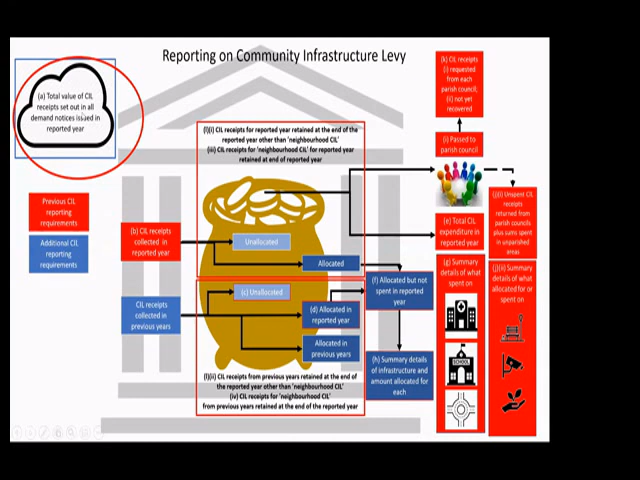 Reporting on Community Infrastructure Levy
(a) Total value of CIL
receipts set out in all
demand notices issued in
reported year
Previous CIL
reporting
requirements
Additional CIL
reporting
requirements
(l)(i) CIL receipts for reported year retained at the end of the
reported year other than 'neighbourhood CIL'
(iii) CIL receipts for 'neighbourhood CIL' for reported year
retained at end of reported year
(b) CIL receipts
collected in
reported year
Unallocated
Allocated
CIL receipts
collected in
previous years
(c) Unallocated
(d) Allocated in
reported year
Allocated in
previous years
(l)(ii) CIL receipts from previous years retained at the end of
the reported year other than 'neighbourhood CIL'
(iv) CIL receipts for 'neighbourhood CIL'
from previous years retained at the end of the reported year
(f) Allocated but not
spent in reported
year
(h) Summary details
of infrastructure and
amount allocated for
each
(k) CIL receipts
(i) requested
from each
parish council;
(ii) not yet
recovered
(i) Passed to
parish council
(e) Total CIL
expenditure in
reported year
(g) Summary
details of what
spent on
SCHOOL
(j)(i) Unspent CIL
receipts
returned from
parish councils
plus sums spent
in unparished
areas
(j)(ii) Summary
details of what
allocated for or
spent on